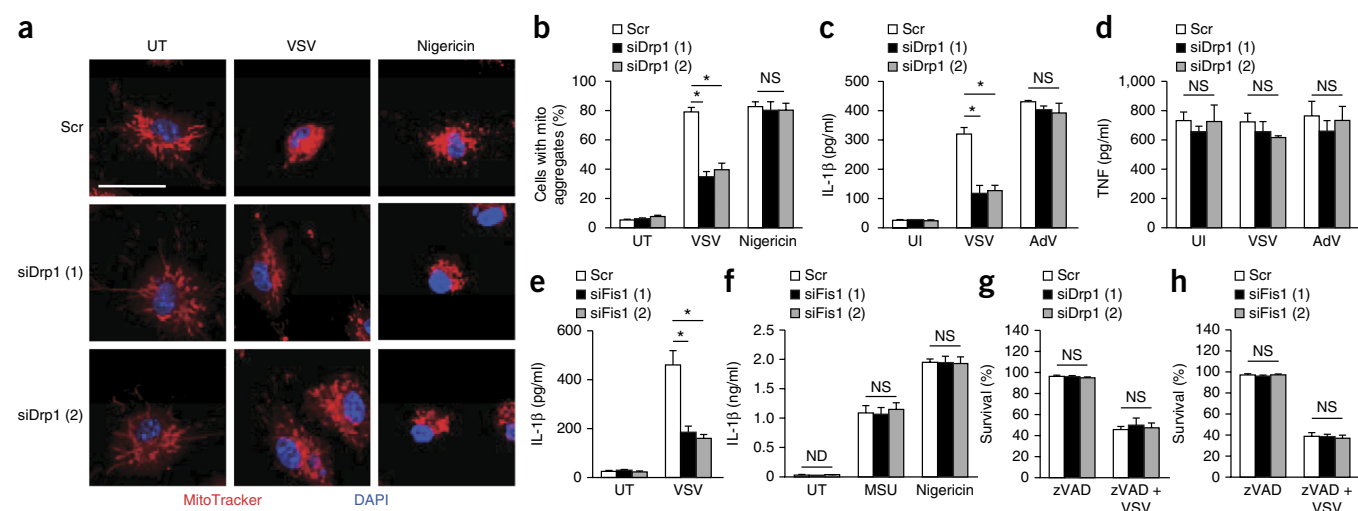 a
UT
VSV
Nigericin
Scr
siDrp1 (1)
siDrp1 (2)
MitoTracker
DAPI
b
Scr
siDrp1 (1)
siDrp1 (2)
Cells with mito
aggregates (%)
100
80
60
40
20
0
*
*
NS
UT
VSV
Nigericin
c
Scr
siDrp1 (1)
siDrp1 (2)
IL-1β (pg/ml)
500
400
300
200
100
0
*
*
NS
UI
VSV
AdV
d
Scr
siDrp1 (1)
siDrp1 (2)
TNF (pg/ml)
1,000
800
600
400
200
0
NS
NS
NS
UI
VSV
AdV
e
Scr
siFis1 (1)
siFis1 (2)
IL-1β (pg/ml)
600
400
200
0
*
*
UT
VSV
f
Scr
siFis1 (1)
siFis1 (2)
IL-1β (ng/ml)
2.5
2.0
1.5
1.0
0.5
0
ND
NS
NS
UT
MSU
Nigericin
g
Scr
siDrp1 (1)
siDrp1 (2)
Survival (%)
140
120
100
80
60
40
20
0
NS
NS
zVAD
zVAD +
VSV
h
Scr
siFis1 (1)
siFis1 (2)
Survival (%)
140
120
100
80
60
40
20
0
NS
NS
zVAD
zVAD +
VSV